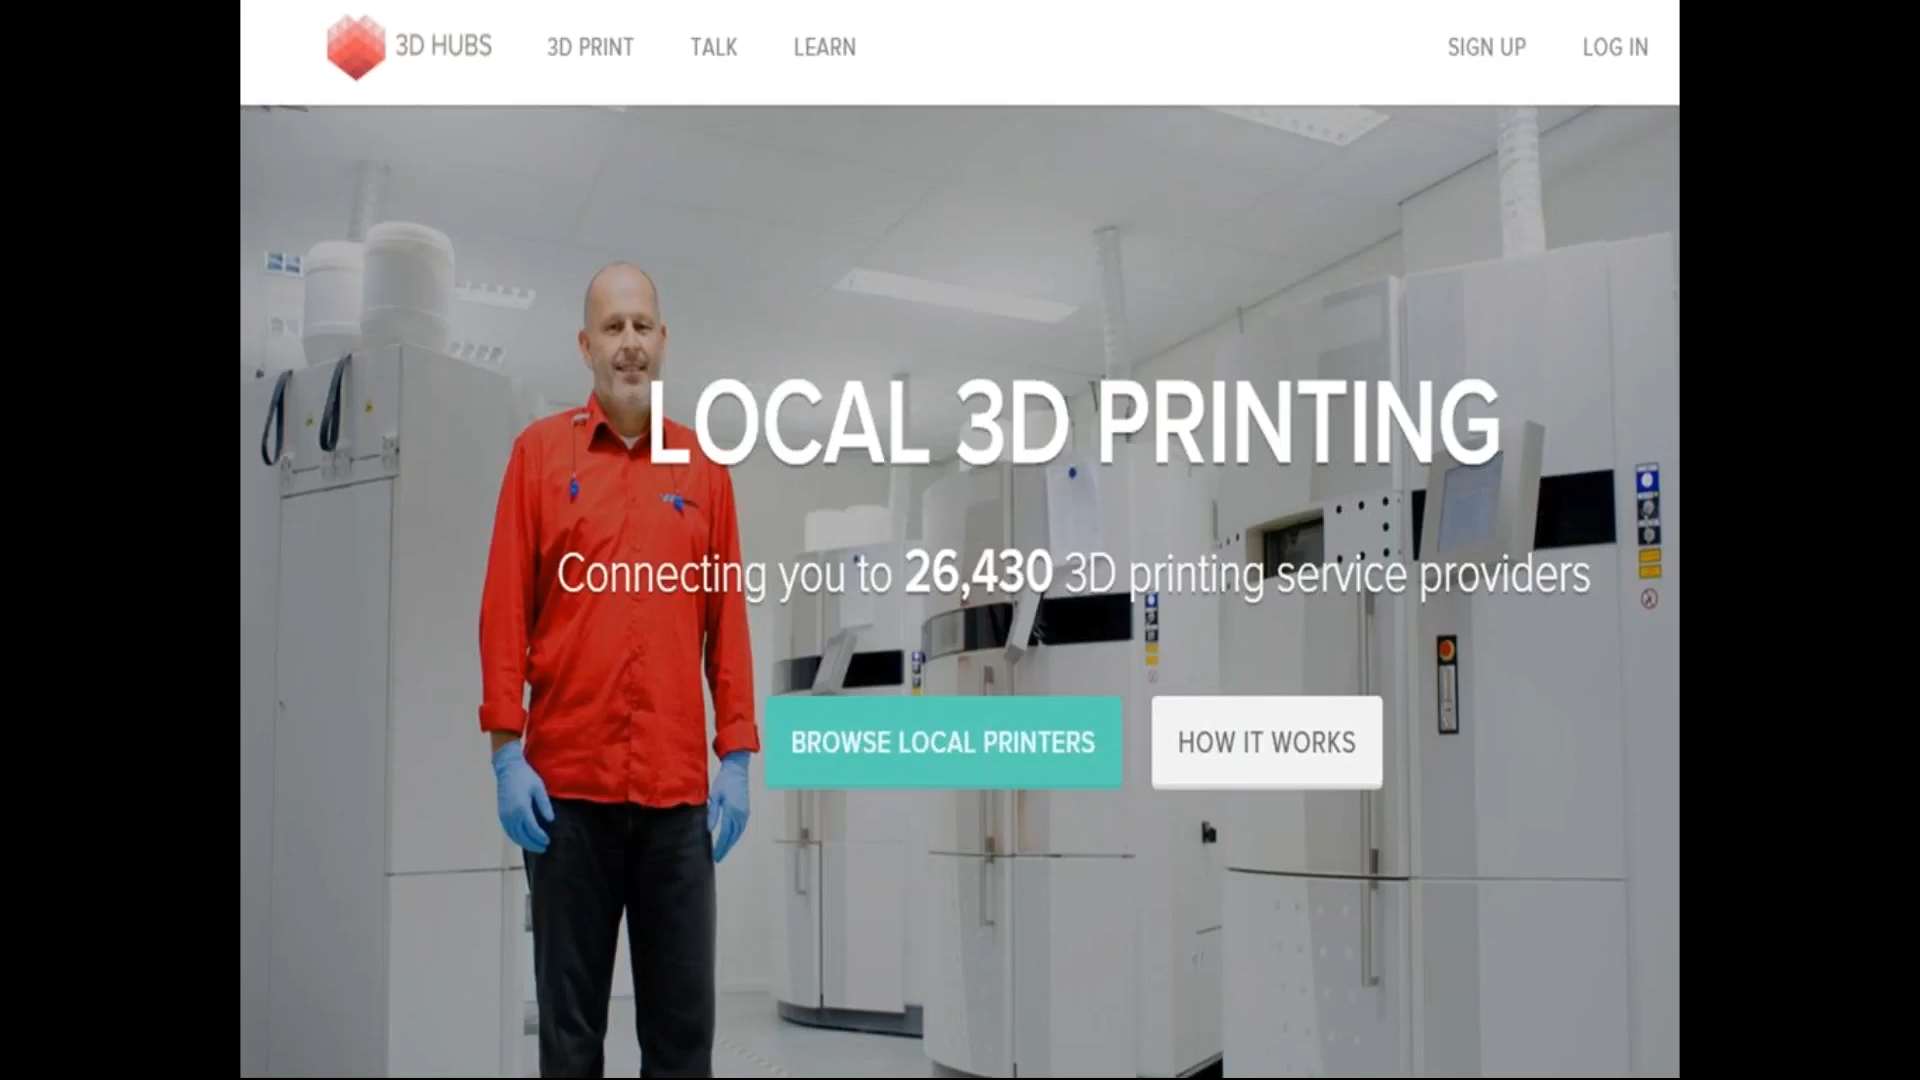 3D HUBS
3D PRINT
TALK
LEARN
SIGN UP
LOG IN
LOCAL 3D PRINTING
Connecting you to 26,430 3D printing service providers
BROWSE LOCAL PRINTERS
HOW IT WORKS